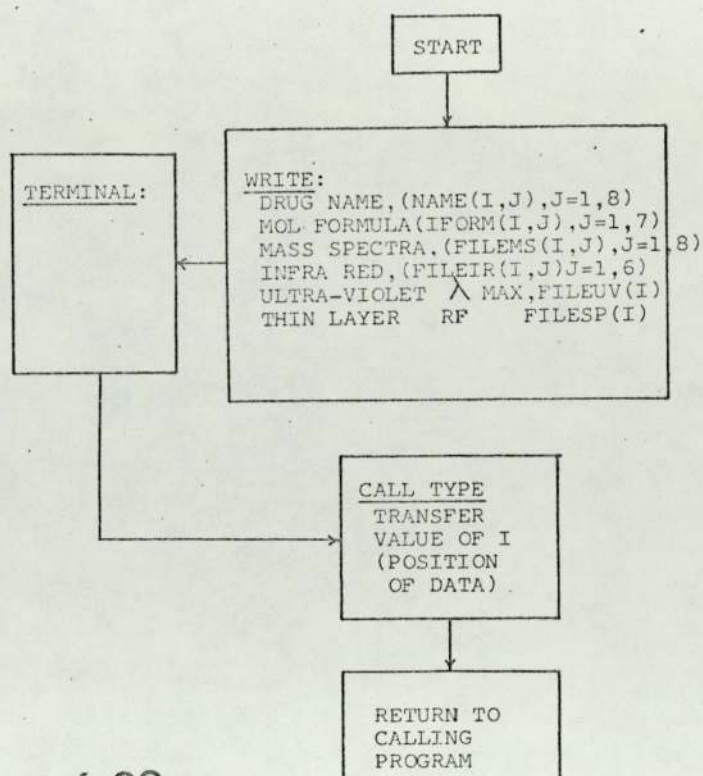 START
WRITE:
DRUG NAME,(NAME(I,J),J=1,8)
MOL FORMULA(IFORM(I,J),J=1,7)
MASS SPECTRA,(FILEMS(I,J),J=1,8)
INFRA RED,(FILEIR(I,J)J=1,6)
ULTRA-VIOLET λ MAX,FILEUV(I)
THIN LAYER RF FILESP(I)
TERMINAL:
CALL TYPE
TRANSFER
VALUE OF I
(POSITION
OF DATA)
RETURN TO
CALLING
PROGRAM